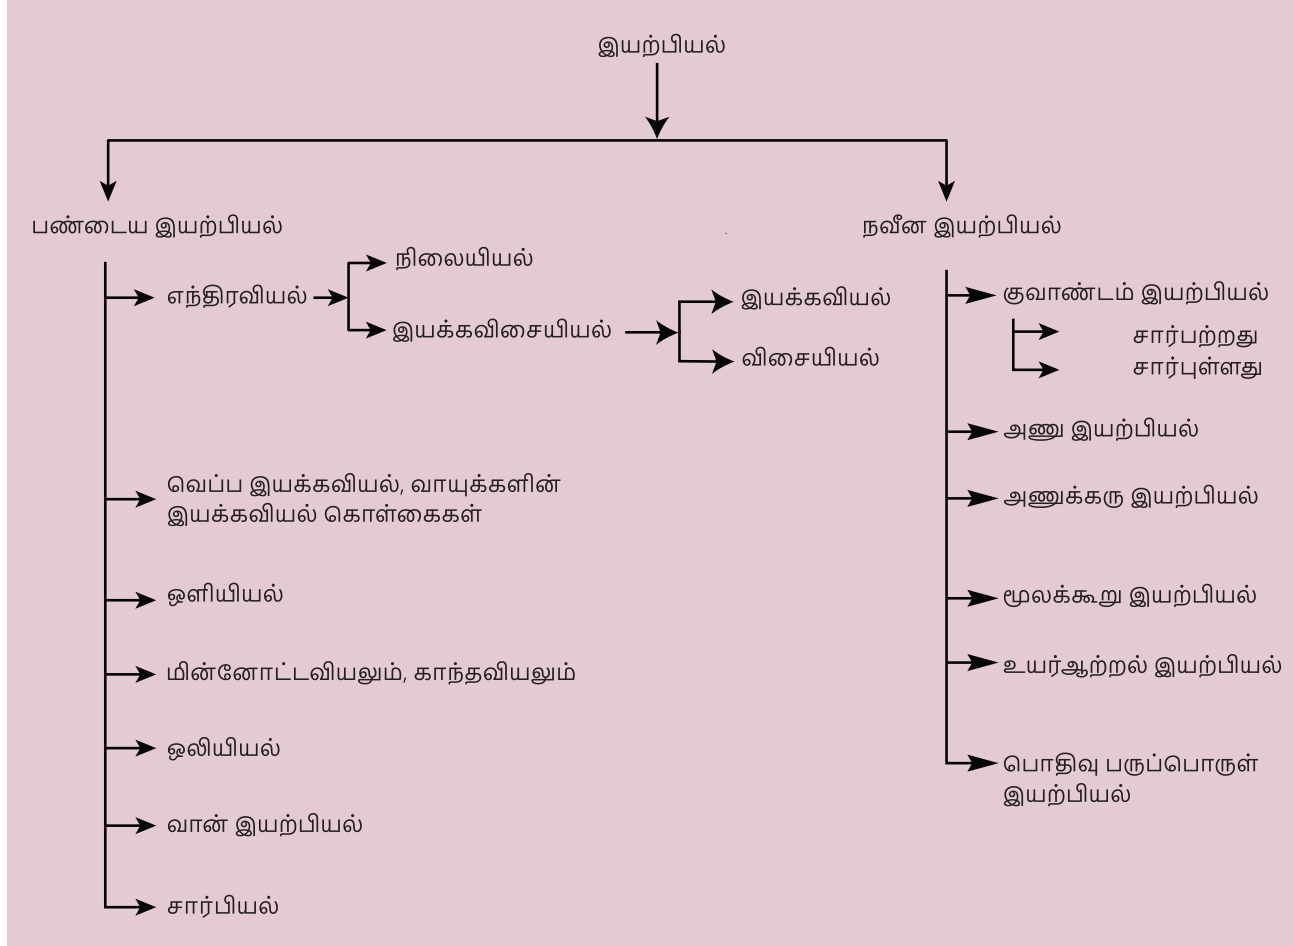 இயற்பியல்
பண்டைய இயற்பியல்
எந்திரவியல்
நிலையியல்
இயக்கவிசையியல்
இயக்கவியல்
விசையியல்
வெப்ப இயக்கவியல், வாயுக்களின்
இயக்கவியல் கொள்கைகள்
ஒளியியல்
மின்னோட்டவியலும், காந்தவியலும்
ஒலியியல்
வான் இயற்பியல்
சார்பியல்
நவீன இயற்பியல்
குவாண்டம் இயற்பியல்
சார்பற்றது
சார்புள்ளது
அணு இயற்பியல்
அணுக்கரு இயற்பியல்
மூலக்கூறு இயற்பியல்
உயர்ஆற்றல் இயற்பியல்
பொதிவு பருப்பொருள்
இயற்பியல்